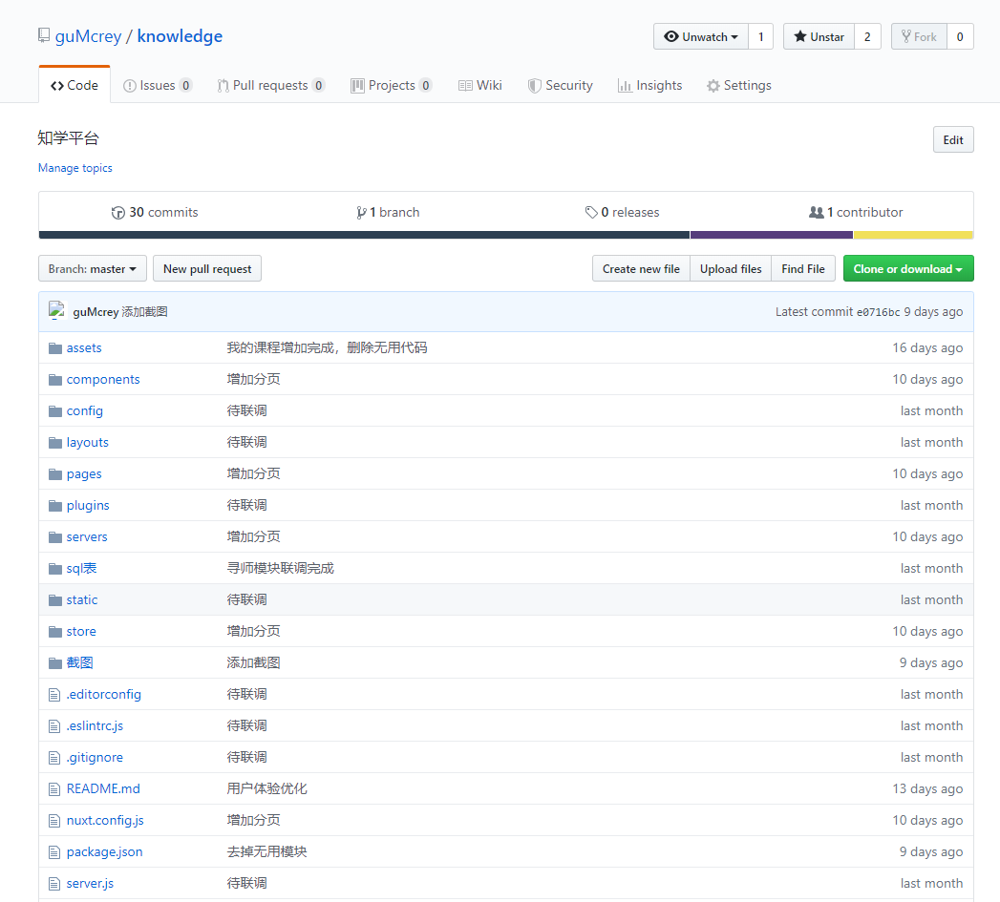 guMcrey / knowledge Unwatch 1 Unstar 2 Fork 0
Code Issues 0 Pull requests 0 Projects 0 Wiki Security Insights Settings
知学平台 Edit
Manage topics
30 commits 1 branch 0 releases 1 contributor
Branch: master New pull request Create new file Upload files Find File Clone or download
guMcrey 添加截图 Latest commit e0716bc 9 days ago
assets 我的课程增加完成，删除无用代码 16 days ago
components 增加分页 10 days ago
config 待联调 last month
layouts 待联调 last month
pages 增加分页 10 days ago
plugins 待联调 last month
servers 增加分页 10 days ago
sql表 寻师模块联调完成 last month
static 待联调 last month
store 增加分页 10 days ago
截图 添加截图 9 days ago
.editorconfig 待联调 last month
.eslintrc.js 待联调 last month
.gitignore 待联调 last month
README.md 用户体验优化 13 days ago
nuxt.config.js 增加分页 10 days ago
package.json 去掉无用模块 9 days ago
server.js 待联调 last month